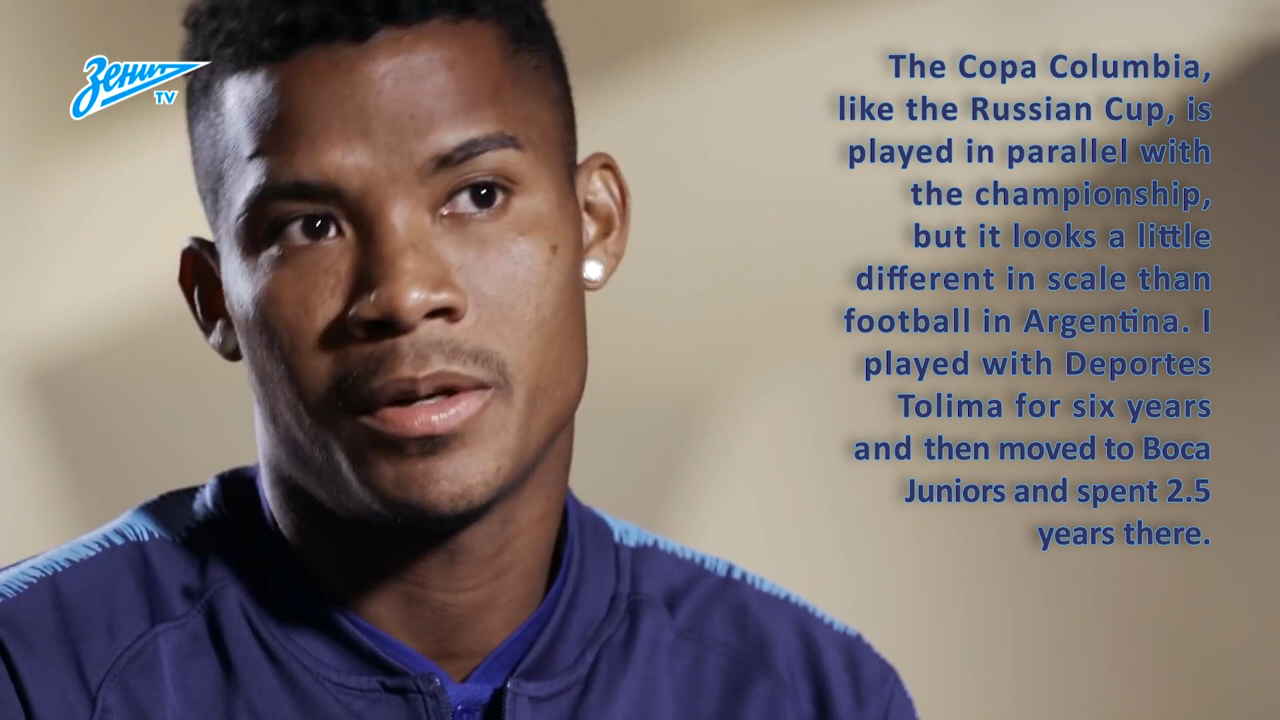 Зенит
TV
The Copa Columbia,
like the Russian Cup, is
played in parallel with
the championship,
but it looks a little
different in scale than
football in Argentina. I
played with Deportes
Tolima for six years
and then moved to Boca
Juniors and spent 2.5
years there.